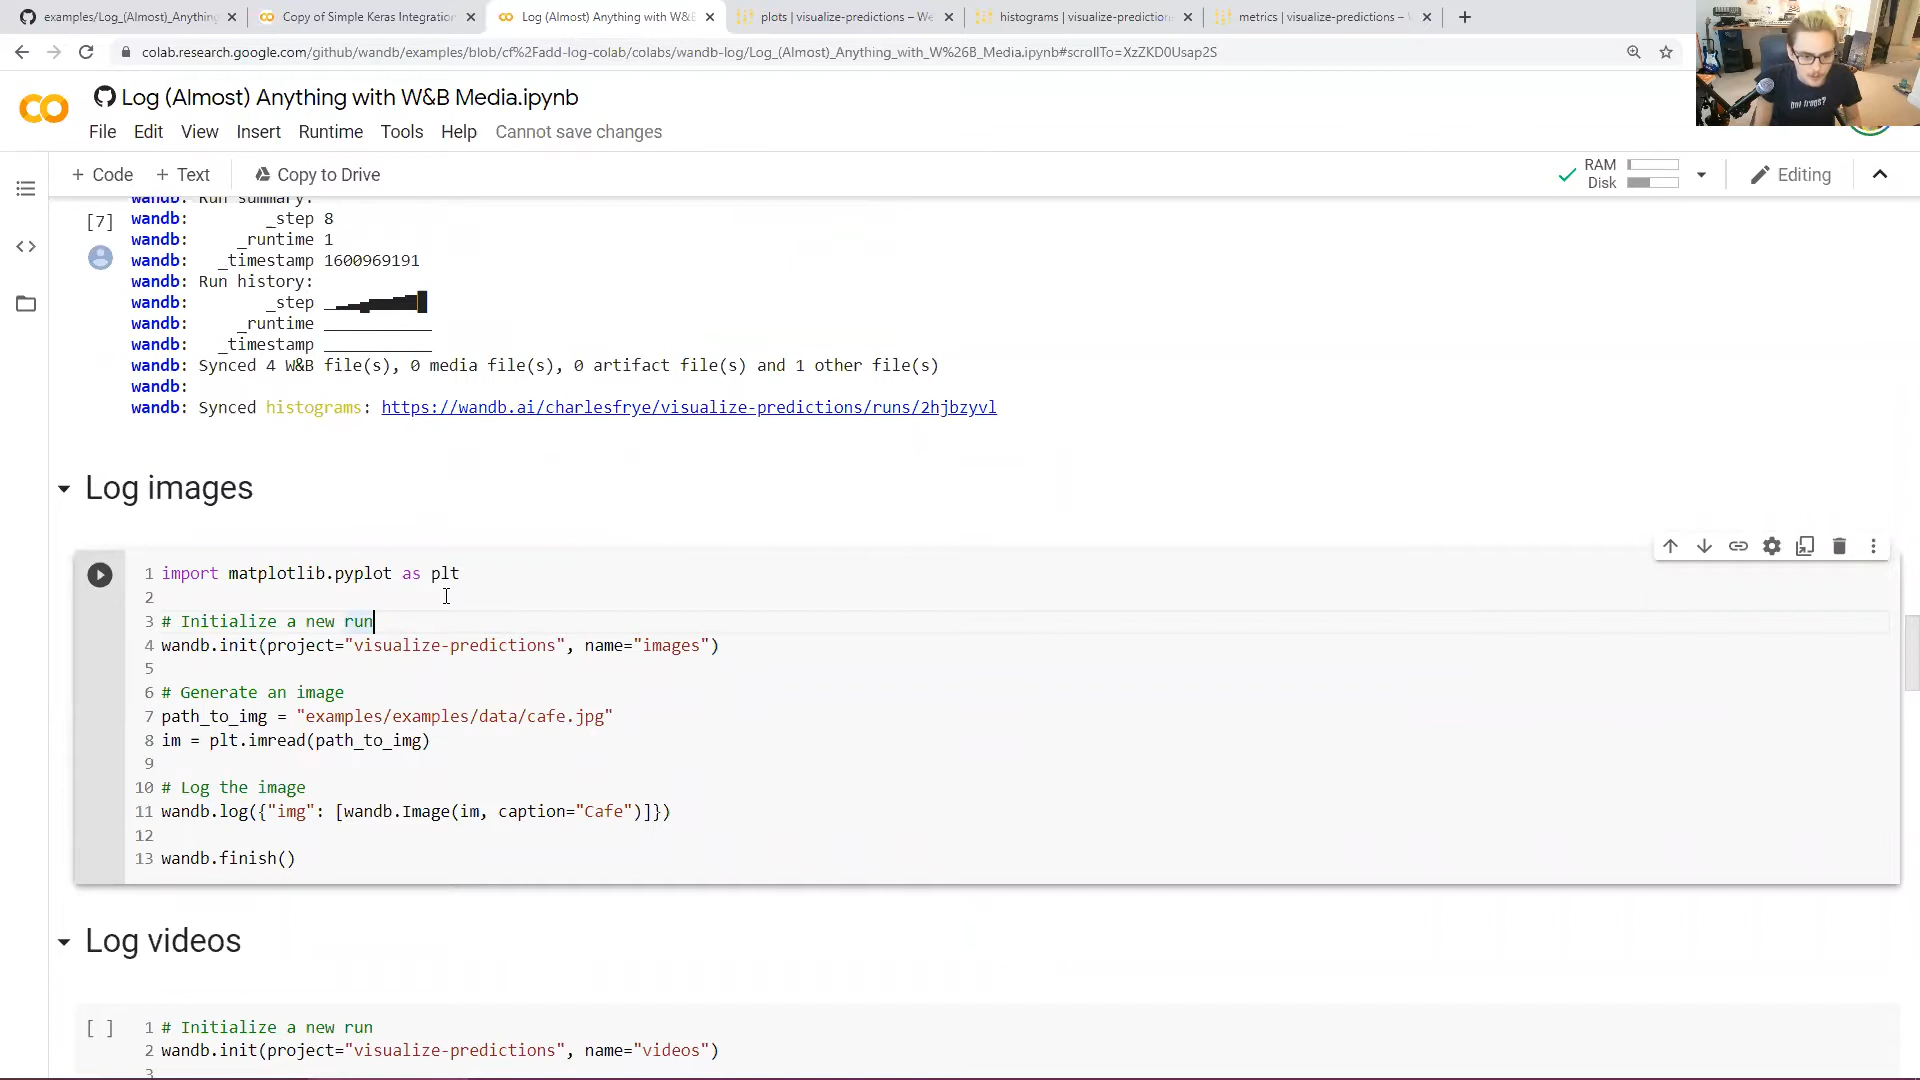 examples/Log_(Almost)_Anything
Copy of Simple Keras Integration
Log (Almost) Anything with W&B
plots | visualize-predictions – We
histograms | visualize-prediction
metrics | visualize-predictions –
colab.research.google.com/github/wandb/examples/blob/cf%2Fadd-log-colab/colabs/wandb-log/Log_(Almost)_Anything_with_W%26B_Media.ipynb#scrollTo=XzZKD0Usap2S
Log (Almost) Anything with W&B Media.ipynb
File Edit View Insert Runtime Tools Help Cannot save changes
+ Code + Text Copy to Drive
RAM
Disk
Editing
wandb: Run summary:
[7]
wandb: _step 8
wandb: _runtime 1
wandb: _timestamp 1600969191
wandb: Run history:
wandb: _step
wandb: _runtime
wandb: _timestamp
wandb: Synced 4 W&B file(s), 0 media file(s), 0 artifact file(s) and 1 other file(s)
wandb:
wandb: Synced histograms: https://wandb.ai/charlesfrye/visualize-predictions/runs/2hjbzyvl
Log images
1 import matplotlib.pyplot as plt
2
3 # Initialize a new run
4 wandb.init(project="visualize-predictions", name="images")
5
6 # Generate an image
7 path_to_img = "examples/examples/data/cafe.jpg"
8 im = plt.imread(path_to_img)
9
10 # Log the image
11 wandb.log({"img": [wandb.Image(im, caption="Cafe")]})
12
13 wandb.finish()
Log videos
[ ]
1 # Initialize a new run
2 wandb.init(project="visualize-predictions", name="videos")
3
got frogs?